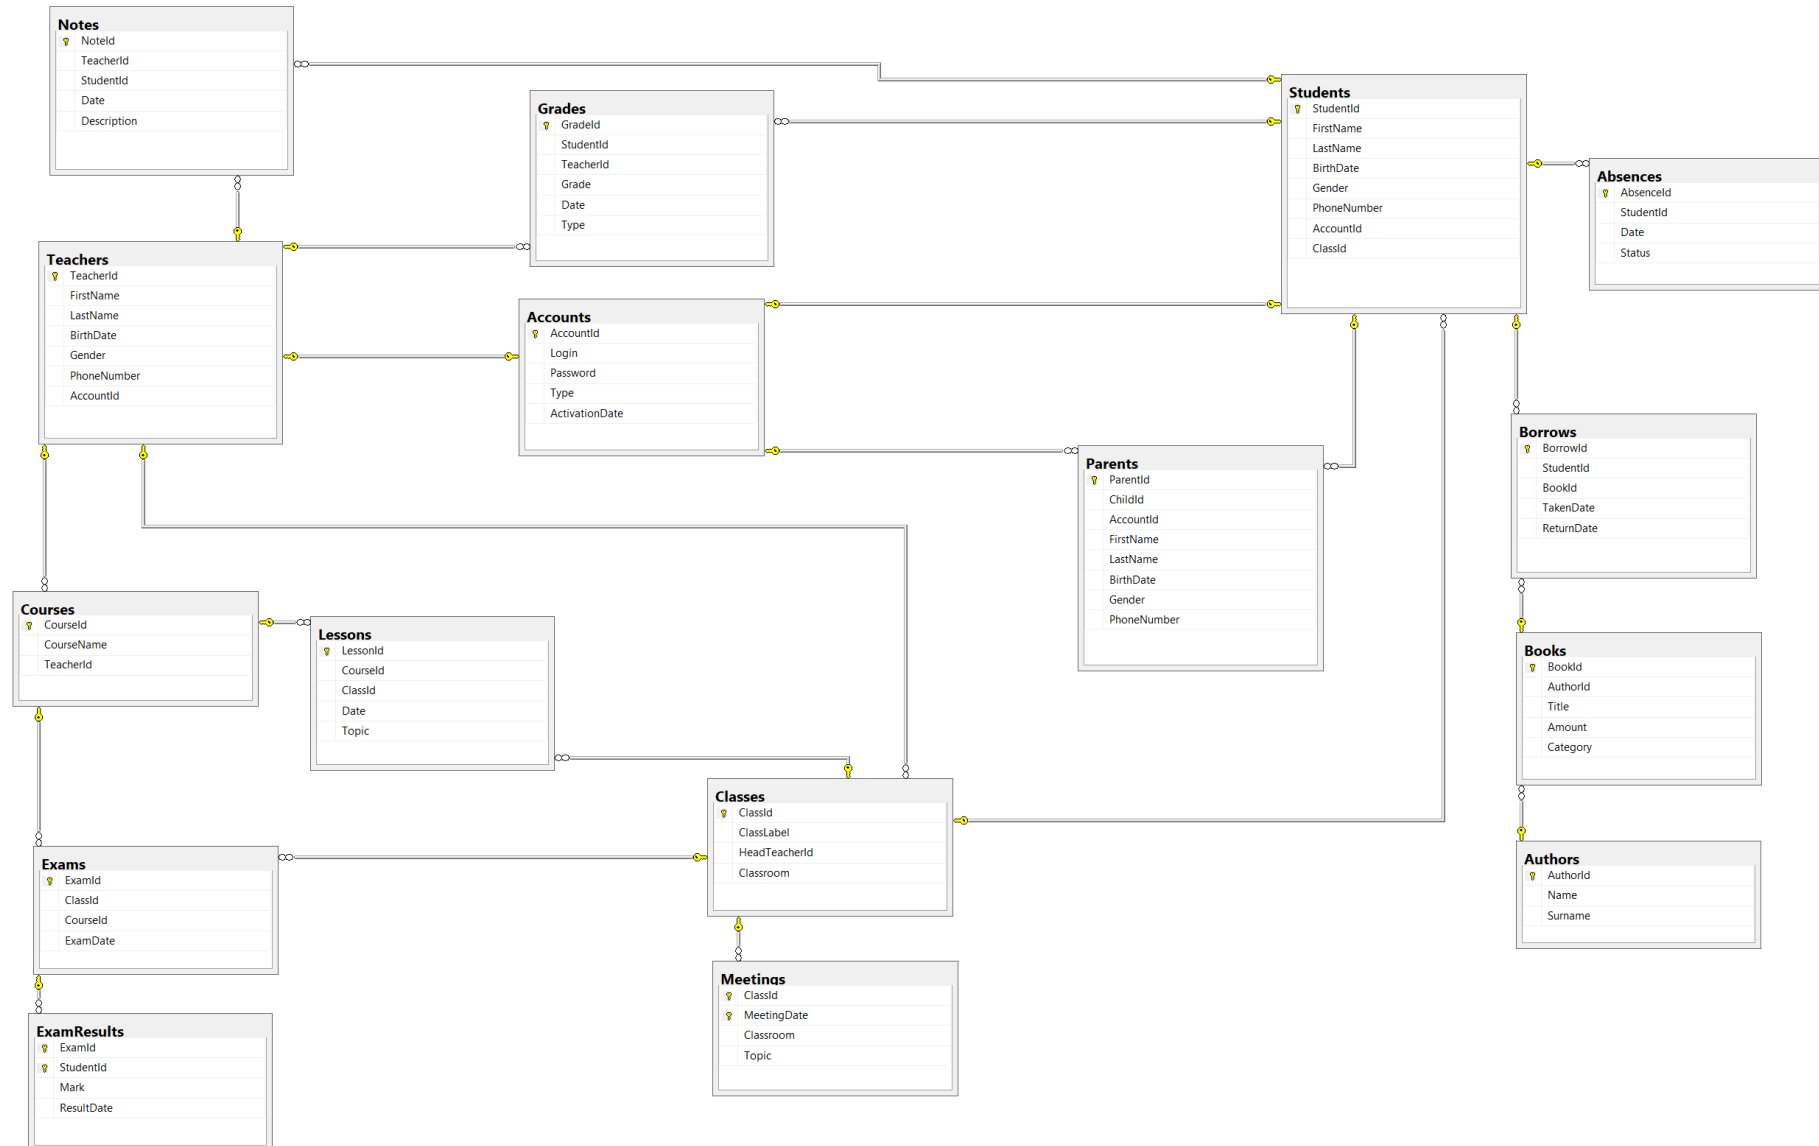 Notes
NoteId
TeacherId
StudentId
Date
Description
Grades
GradeId
StudentId
TeacherId
Grade
Date
Type
Students
StudentId
FirstName
LastName
BirthDate
Gender
PhoneNumber
AccountId
ClassId
Absences
AbsenceId
StudentId
Date
Status
Teachers
TeacherId
FirstName
LastName
BirthDate
Gender
PhoneNumber
AccountId
Accounts
AccountId
Login
Password
Type
ActivationDate
Parents
ParentId
ChildId
AccountId
FirstName
LastName
BirthDate
Gender
PhoneNumber
Borrows
BorrowId
StudentId
BookId
TakenDate
ReturnDate
Courses
CourseId
CourseName
TeacherId
Lessons
LessonId
CourseId
ClassId
Date
Topic
Books
BookId
AuthorId
Title
Amount
Category
Classes
ClassId
ClassLabel
HeadTeacherId
Classroom
Exams
ExamId
ClassId
CourseId
ExamDate
Authors
AuthorId
Name
Surname
Meetings
ClassId
MeetingDate
Classroom
Topic
ExamResults
ExamId
StudentId
Mark
ResultDate